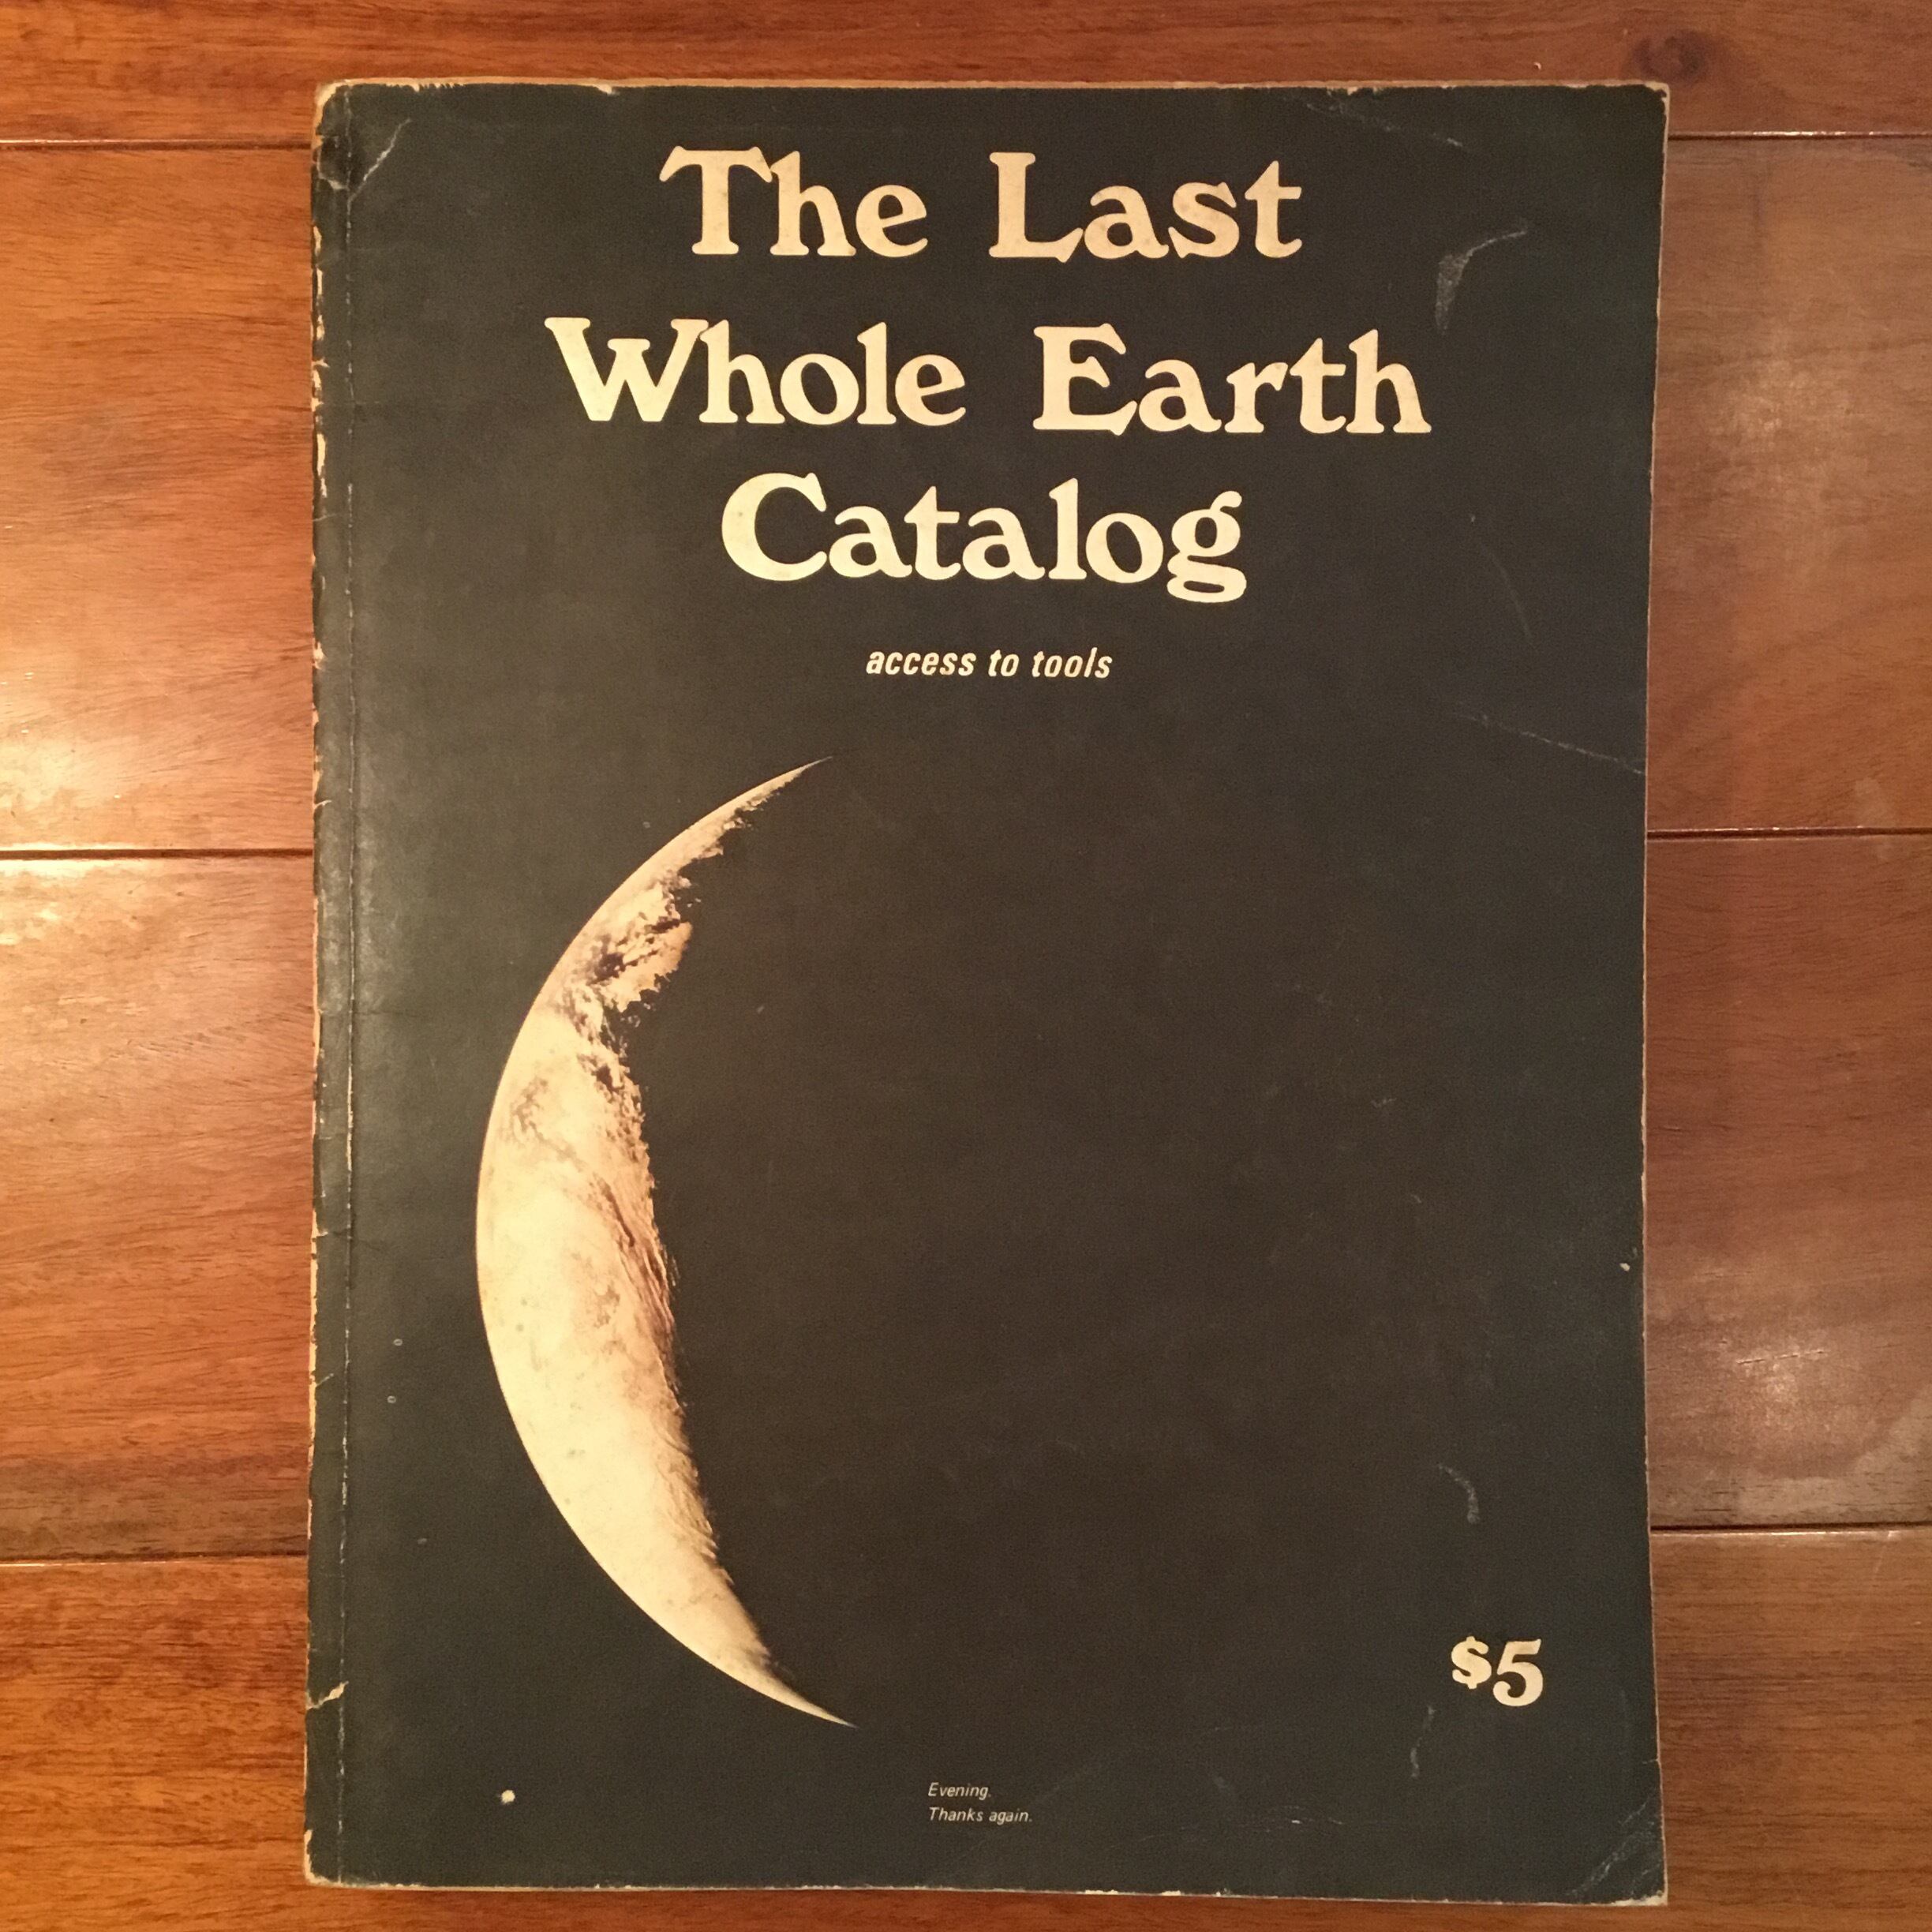 The Last
Whole Earth
Catalog
access to tools
$5
Evening.
Thanks again.